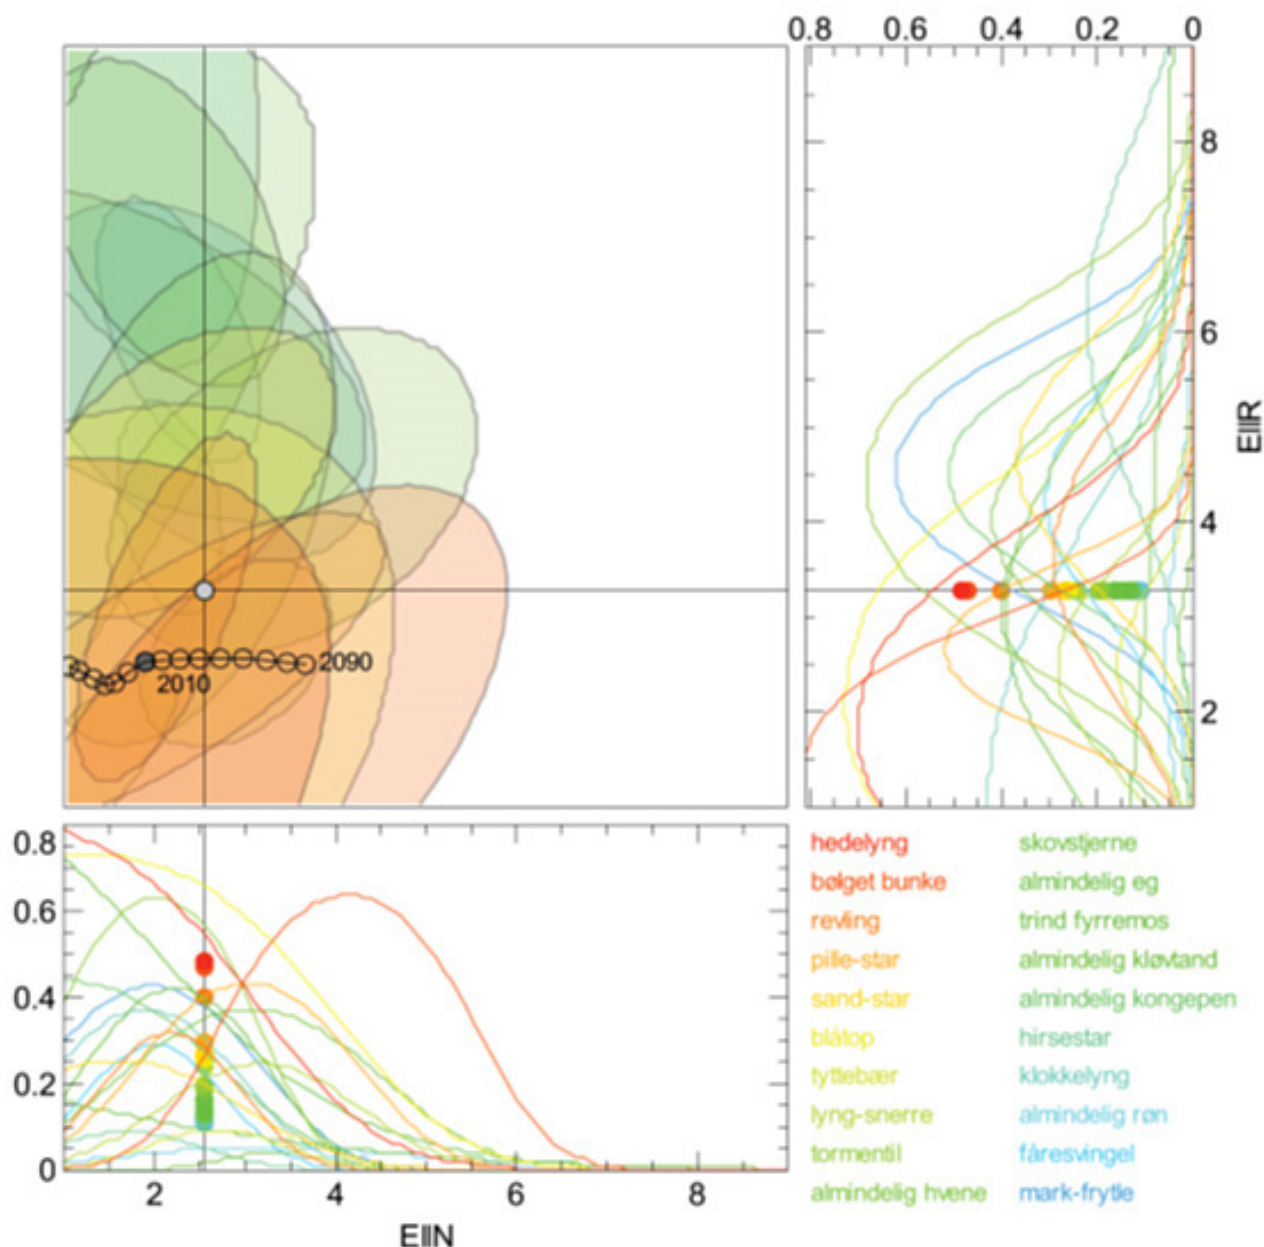 0.8 0.6 0.4 0.2 0
8
6
EIIR
4
2
2090
2010
0.8
0.6
0.4
0.2
0
2 4 6 8
EIIN
hedelyng
bølget bunke
revling
pille-star
sand-star
blåtop
tyttebær
lyng-snerre
tormentil
almindelig hvene
skovstjerne
almindelig eg
trind fyrremos
almindelig kløvtand
almindelig kongepen
hirsestar
klokkelyng
almindelig røn
fåresvingel
mark-frytle